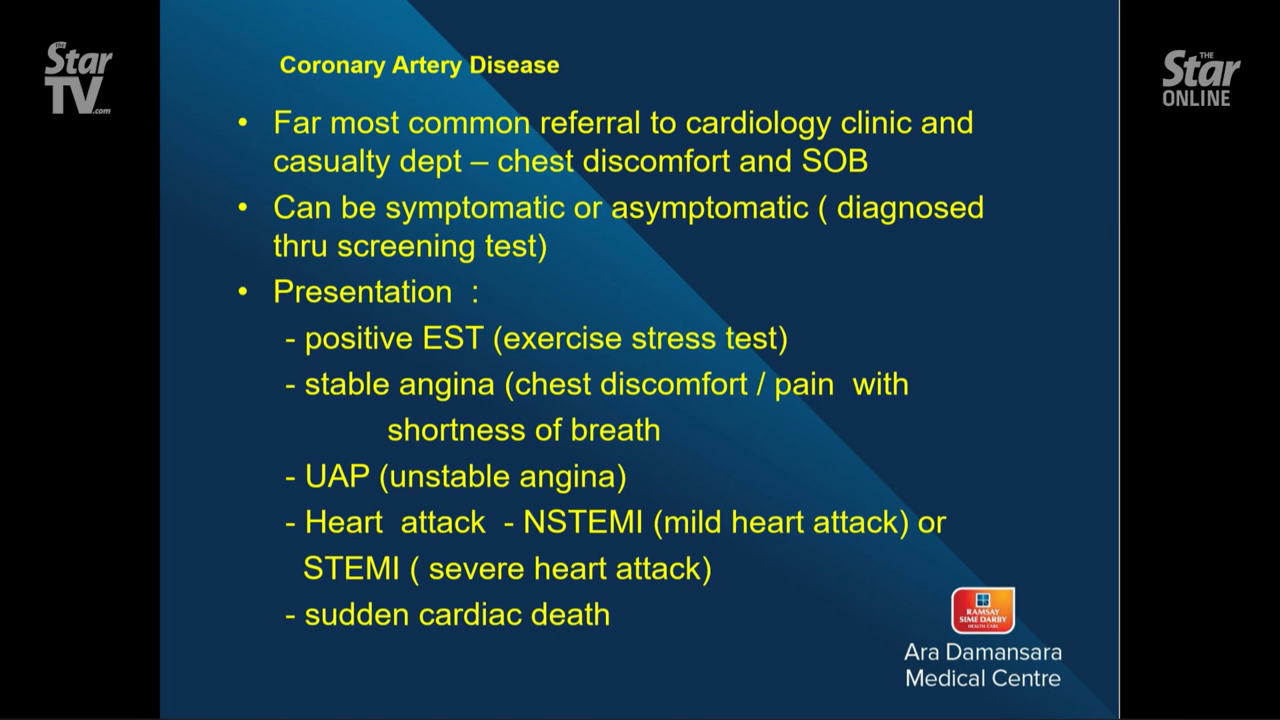 THE
Star
TV.com
THE
Star
ONLINE
Coronary Artery Disease
• Far most common referral to cardiology clinic and
casualty dept – chest discomfort and SOB
• Can be symptomatic or asymptomatic ( diagnosed
thru screening test)
• Presentation :
- positive EST (exercise stress test)
- stable angina (chest discomfort / pain with
shortness of breath
- UAP (unstable angina)
- Heart attack - NSTEMI (mild heart attack) or
STEMI ( severe heart attack)
- sudden cardiac death
RAMSAY
SIME DARBY
HEALTH CARE
Ara Damansara
Medical Centre